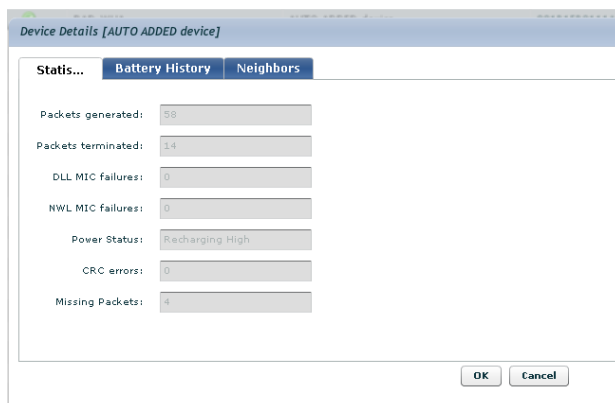 Device Details [AUTO ADDED device]
Statis... Battery History Neighbors
Packets generated: 58
Packets terminated: 14
DLL MIC failures: 0
NWL MIC failures: 0
Power Status: Recharging High
CRC errors: 0
Missing Packets: 4
OK Cancel